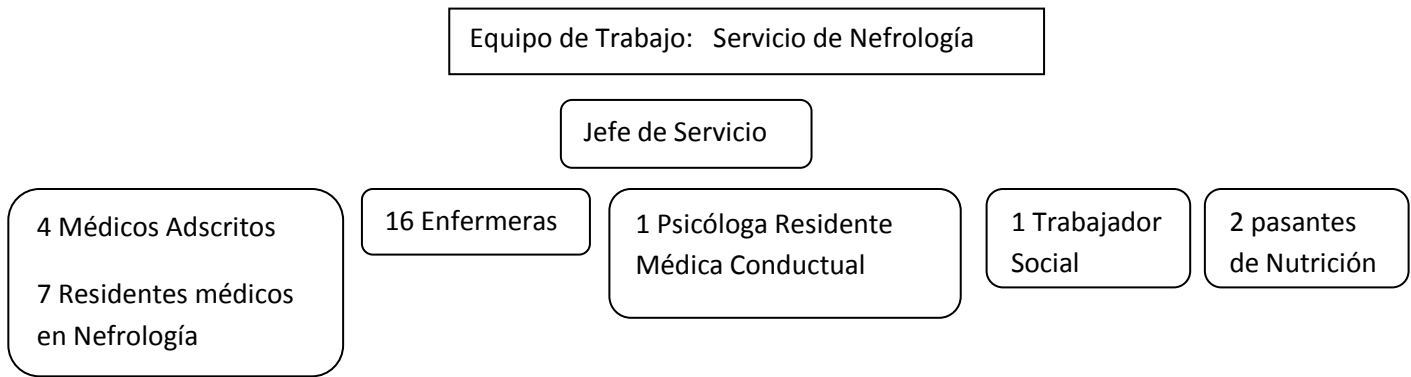 Equipo de Trabajo: Servicio de Nefrología
Jefe de Servicio
4 Médicos Adscritos
7 Residentes médicos
en Nefrología
16 Enfermeras
1 Psicóloga Residente
Médica Conductual
1 Trabajador
Social
2 pasantes
de Nutrición